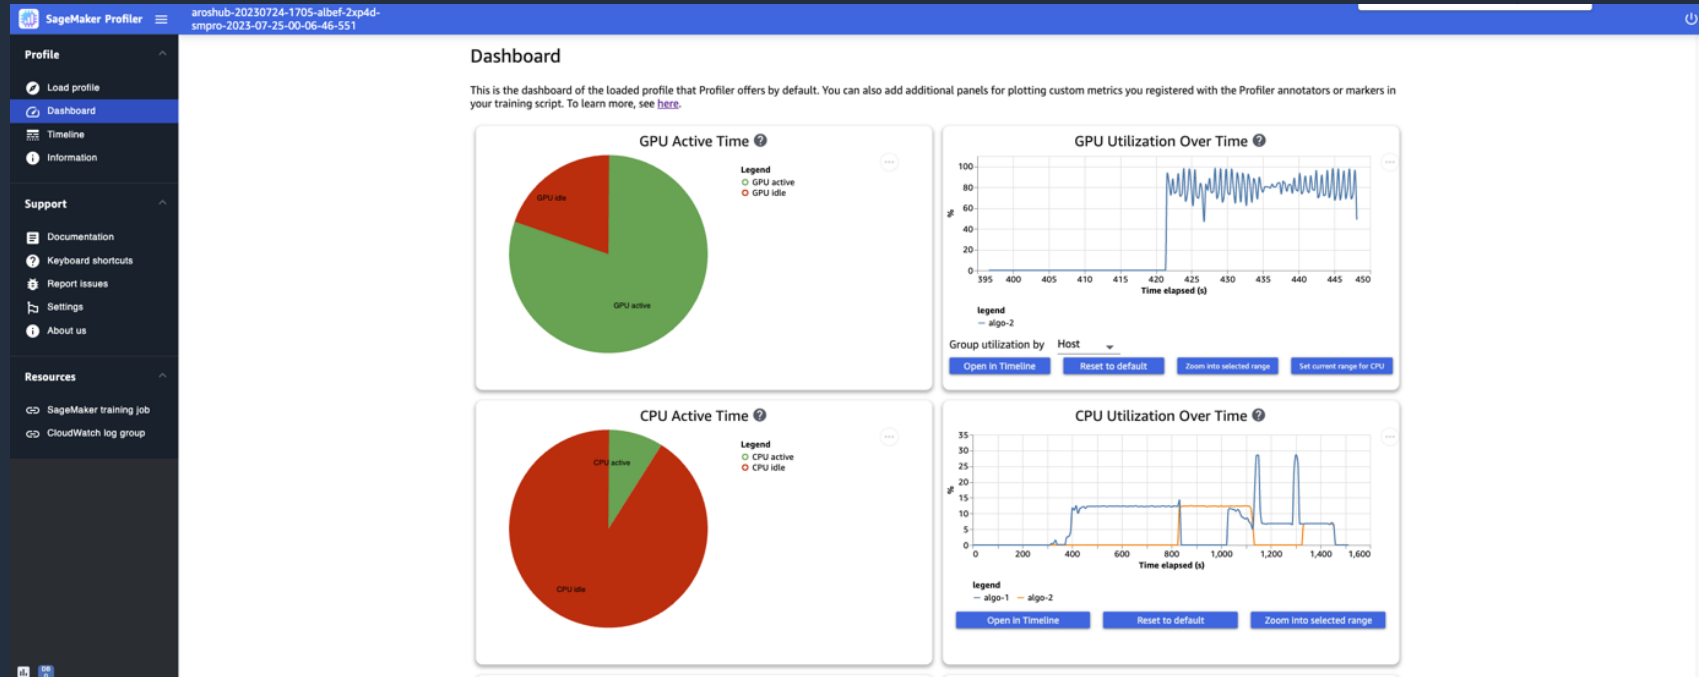 SageMaker Profiler
aroshub-20230724-1705-albef-2xp4d-
smpro-2023-07-25-00-06-46-551
Profile
Load profile
Dashboard
Timeline
Information
Support
Documentation
Keyboard shortcuts
Report issues
Settings
About us
Resources
SageMaker training job
CloudWatch log group
DB
0
Dashboard
This is the dashboard of the loaded profile that Profiler offers by default. You can also add additional panels for plotting custom metrics you registered with the Profiler annotators or markers in
your training script. To learn more, see here.
GPU Active Time ?
GPU idle
GPU active
Legend
GPU active
GPU idle
GPU Utilization Over Time ?
100
80
60
40
20
0
%
395 400 405 410 415 420 425 430 435 440 445 450
Time elapsed (s)
legend
algo-2
Group utilization by Host
Open in Timeline Reset to default Zoom into selected range Set current range for CPU
CPU Active Time ?
CPU active
CPU idle
Legend
CPU active
CPU idle
CPU Utilization Over Time ?
35
30
25
20
15
10
5
0
%
0 200 400 600 800 1,000 1,200 1,400 1,600
Time elapsed (s)
legend
algo-1 algo-2
Open in Timeline Reset to default Zoom into selected range